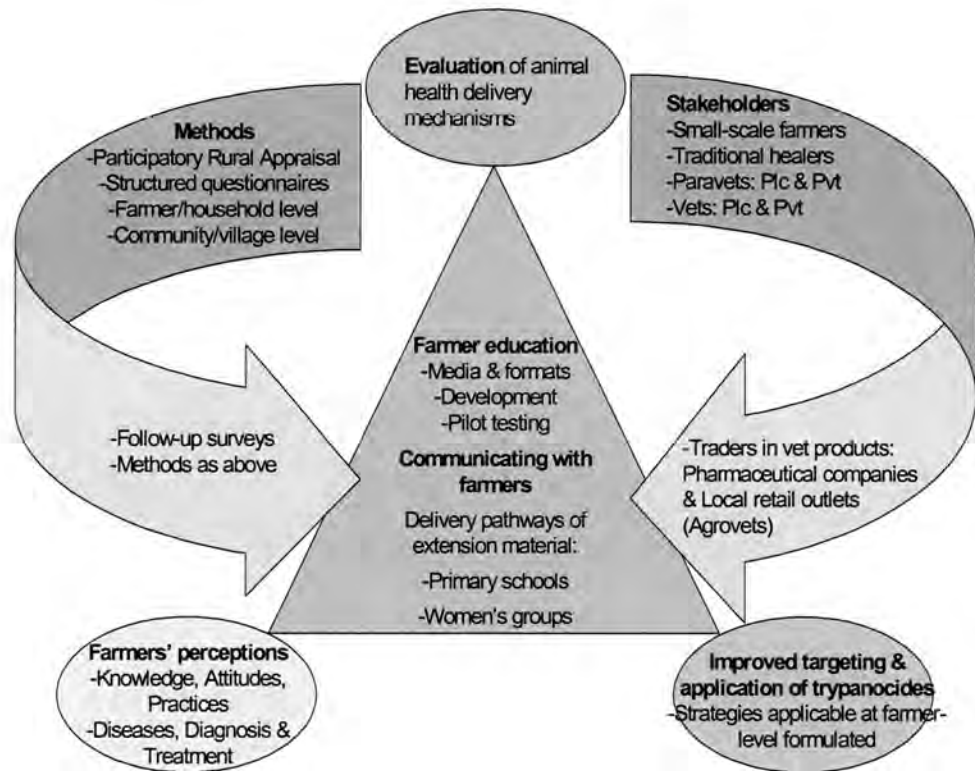 Evaluation of animal
health delivery
mechanisms
Methods
-Participatory Rural Appraisal
-Structured questionnaires
-Farmer/household level
-Community/village level
Stakeholders
-Small-scale farmers
-Traditional healers
-Paravets: Plc & Pvt
-Vets: Plc & Pvt
-Follow-up surveys
-Methods as above
Farmer education
-Media & formats
-Development
-Pilot testing
Communicating with
farmers
Delivery pathways of
extension material:
-Primary schools
-Women's groups
-Traders in vet products:
Pharmaceutical companies
& Local retail outlets
(Agrovets)
Farmers' perceptions
-Knowledge, Attitudes,
Practices
-Diseases, Diagnosis &
Treatment
Improved targeting &
application of trypanocides
-Strategies applicable at farmer-
level formulated